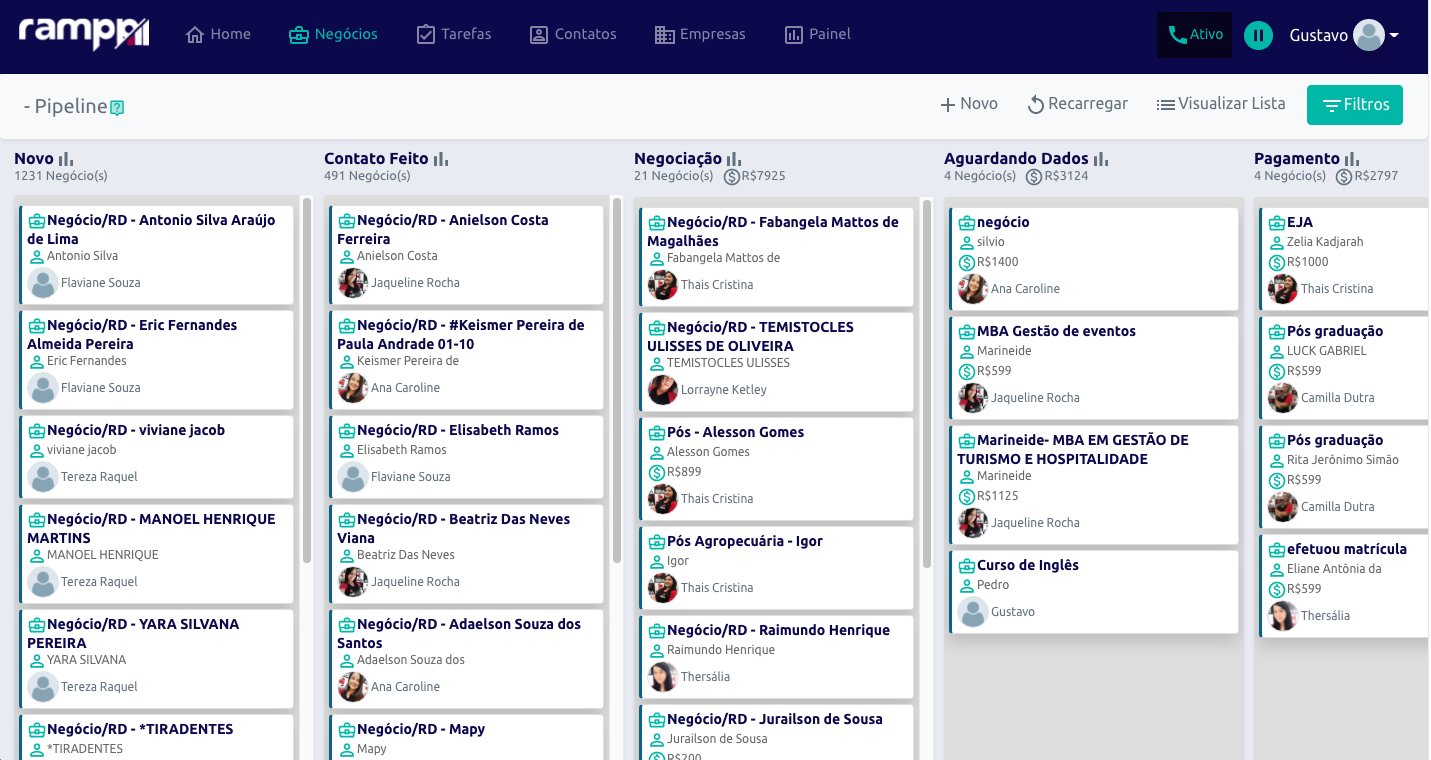 ramppi
Home
Negócios
Tarefas
Contatos
Empresas
Painel
Ativo
Gustavo
- Pipeline
Novo
Recarregar
Visualizar Lista
Filtros
Novo
1231 Negócio(s)
Negócio/RD - Antonio Silva Araújo
de Lima
Antonio Silva
Flaviane Souza
Negócio/RD - Eric Fernandes
Almeida Pereira
Eric Fernandes
Flaviane Souza
Negócio/RD - viviane jacob
viviane jacob
Tereza Raquel
Negócio/RD - MANOEL HENRIQUE
MARTINS
MANOEL HENRIQUE
Tereza Raquel
Negócio/RD - YARA SILVANA
PEREIRA
YARA SILVANA
Tereza Raquel
Negócio/RD - *TIRADENTES
*TIRADENTES
Contato Feito
491 Negócio(s)
Negócio/RD - Anielson Costa
Ferreira
Anielson Costa
Jaqueline Rocha
Negócio/RD - #Keismer Pereira de
Paula Andrade 01-10
Keismer Pereira de
Ana Caroline
Negócio/RD - Elisabeth Ramos
Elisabeth Ramos
Flaviane Souza
Negócio/RD - Beatriz Das Neves
Viana
Beatriz Das Neves
Jaqueline Rocha
Negócio/RD - Adaelson Souza dos
Santos
Adaelson Souza dos
Ana Caroline
Negócio/RD - Mapy
Mapy
Negociação
21 Negócio(s) R$7925
Negócio/RD - Fabangela Mattos de
Magalhães
Fabangela Mattos de
Thais Cristina
Negócio/RD - TEMISTOCLES
ULISSES DE OLIVEIRA
TEMISTOCLES ULISSES
Lorrayne Ketley
Pós - Alesson Gomes
Alesson Gomes
R$899
Thais Cristina
Pós Agropecuária - Igor
Igor
Thais Cristina
Negócio/RD - Raimundo Henrique
Raimundo Henrique
Thersália
Negócio/RD - Jurailson de Sousa
Jurailson de Sousa
R$200
Aguardando Dados
4 Negócio(s) R$3124
negócio
silvio
R$1400
Ana Caroline
MBA Gestão de eventos
Marineide
R$599
Jaqueline Rocha
Marineide- MBA EM GESTÃO DE
TURISMO E HOSPITALIDADE
Marineide
R$1125
Jaqueline Rocha
Curso de Inglês
Pedro
Gustavo
Pagamento
4 Negócio(s) R$2797
EJA
Zelia Kadjarah
R$1000
Thais Cristina
Pós graduação
LUCK GABRIEL
R$599
Camilla Dutra
Pós graduação
Rita Jerônimo Simão
R$599
Camilla Dutra
efetuou matrícula
Eliane Antônia da
R$599
Thersália